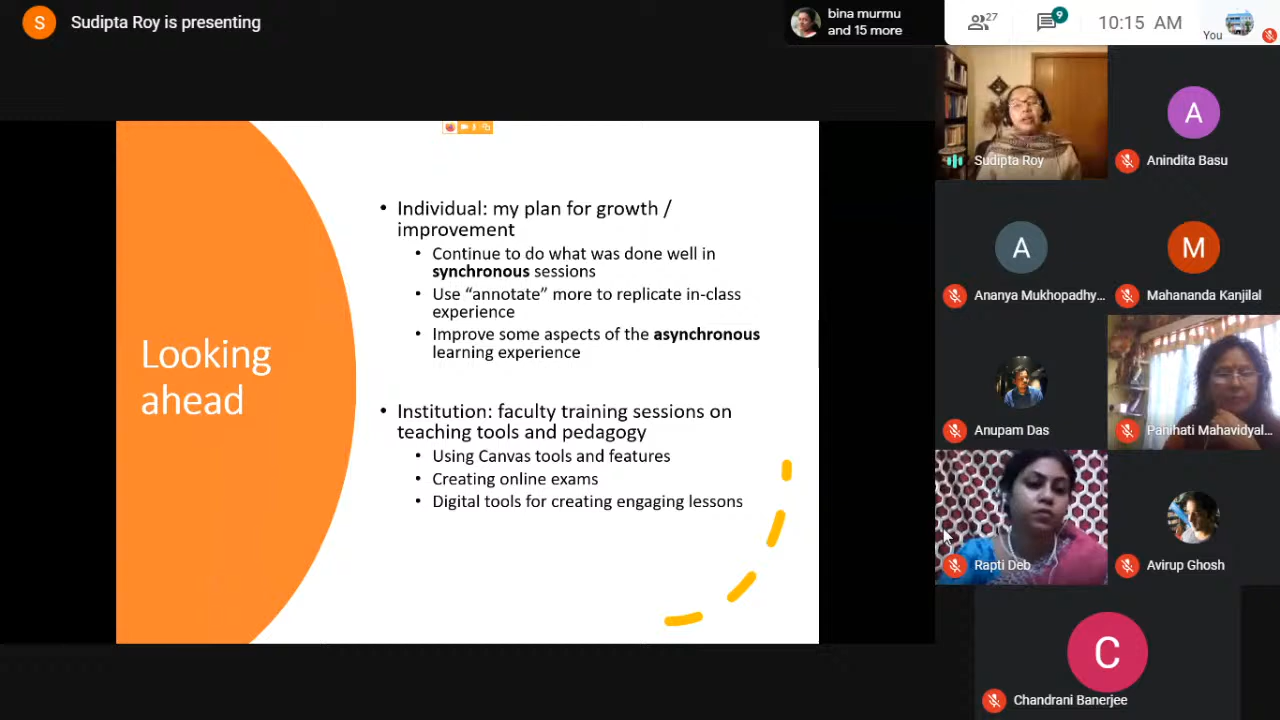 S
Sudipta Roy is presenting
bina murmu
and 15 more
27
9
10:15 AM
You
Looking
ahead
• Individual: my plan for growth /
improvement
• Continue to do what was done well in
synchronous sessions
• Use “annotate” more to replicate in-class
experience
• Improve some aspects of the asynchronous
learning experience
• Institution: faculty training sessions on
teaching tools and pedagogy
• Using Canvas tools and features
• Creating online exams
• Digital tools for creating engaging lessons
Sudipta Roy
A
Anindita Basu
A
Ananya Mukhopadhy...
M
Mahananda Kanjilal
Anupam Das
Panihati Mahavidyal...
Rapti Deb
Avirup Ghosh
C
Chandrani Banerjee